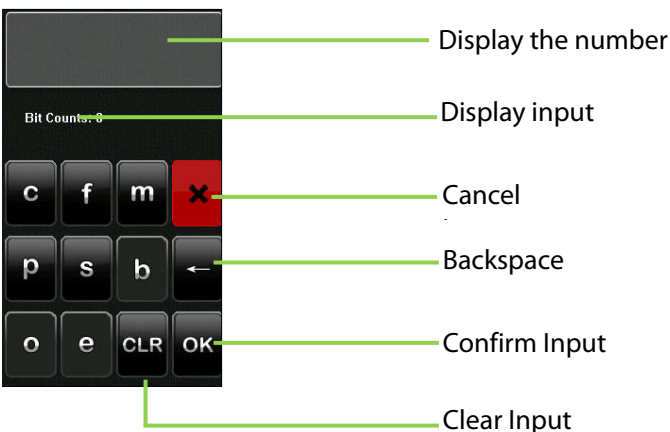 Display the number
Display input
Bit Counts: 0
c f m ×
Cancel
p s b ←
Backspace
o e CLR OK
Confirm Input
Clear Input